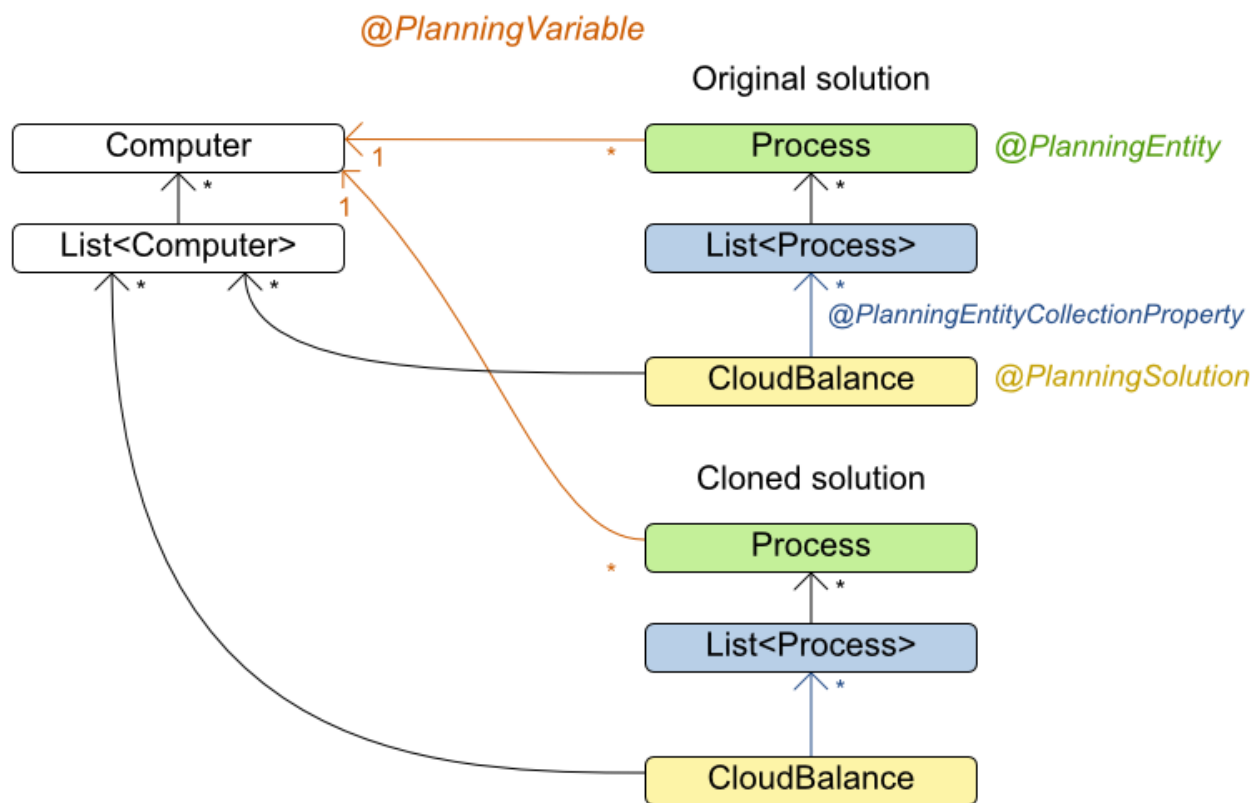 @PlanningVariable
Original solution
Computer
1
*
Process
@PlanningEntity
*
1
*
List<Computer>
List<Process>
*
*
*
@PlanningEntityCollectionProperty
CloudBalance
@PlanningSolution
Cloned solution
Process
*
*
List<Process>
*
CloudBalance